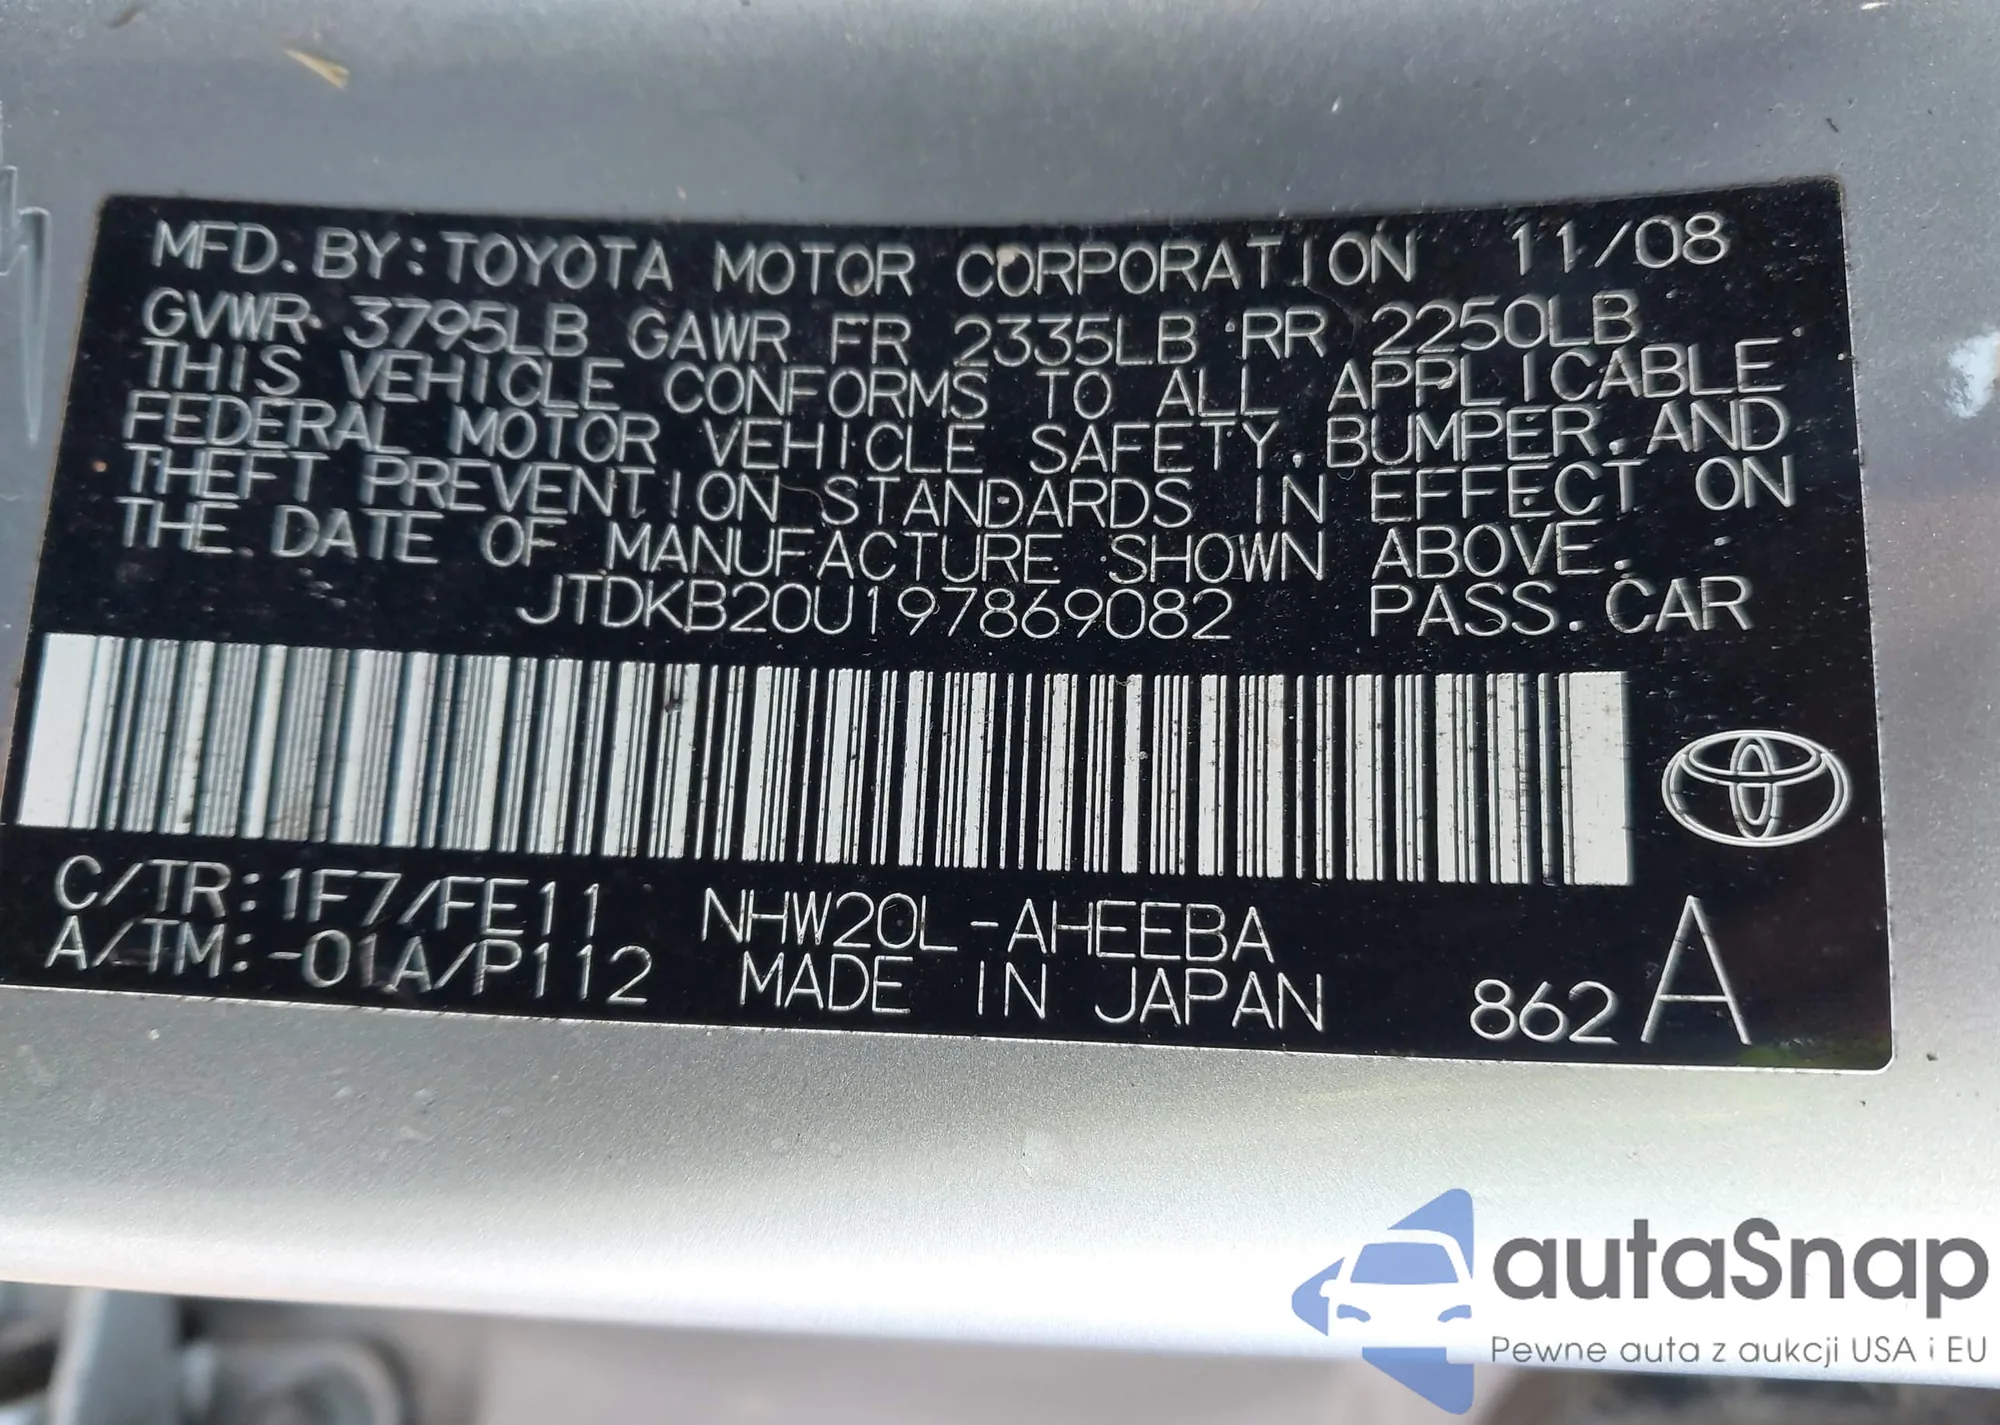 MFD. BY: TOYOTA MOTOR CORPORATION 11/08
GVWR 3795LB GAWR FR 2335LB RR 2250LB
THIS VEHICLE CONFORMS TO ALL APPLICABLE
FEDERAL MOTOR VEHICLE SAFETY, BUMPER, AND
THEFT PREVENTION STANDARDS IN EFFECT ON
THE DATE OF MANUFACTURE SHOWN ABOVE.
JTDKB20U197869082 PASS. CAR
C/TR: 1F7/FE11 NHW20L-AHEEBA
A/TM: -01A/P112 MADE IN JAPAN 862 A
autaSnap
Pewne auta z aukcji USA i EU